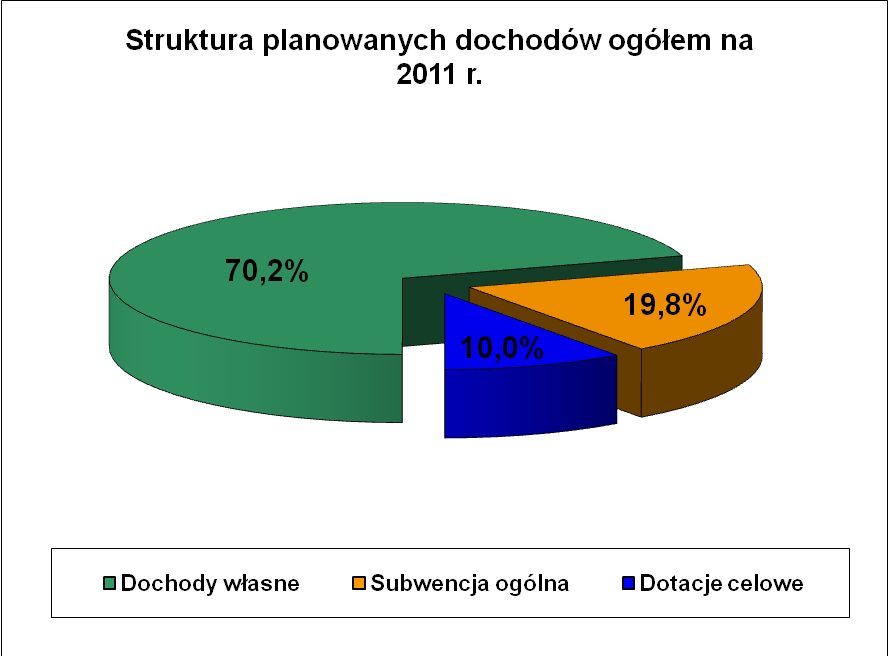 Struktura planowanych dochodów ogółem na
2011 r.
70,2%
19,8%
10,0%
Dochody własne
Subwencja ogólna
Dotacje celowe